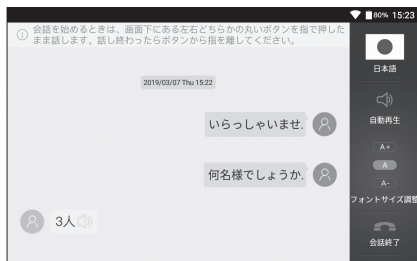 80% 15:23
会話を始めるときは、画面下にある左右どちらかの丸いボタンを指で押した
まま話します。話し終わったらボタンから指を離してください。
日本語
2019/03/07 Thu 15:22
自動再生
いらっしゃいませ.
A+
A
何名様でしょうか.
A-
フォントサイズ調整
3人
会話終了